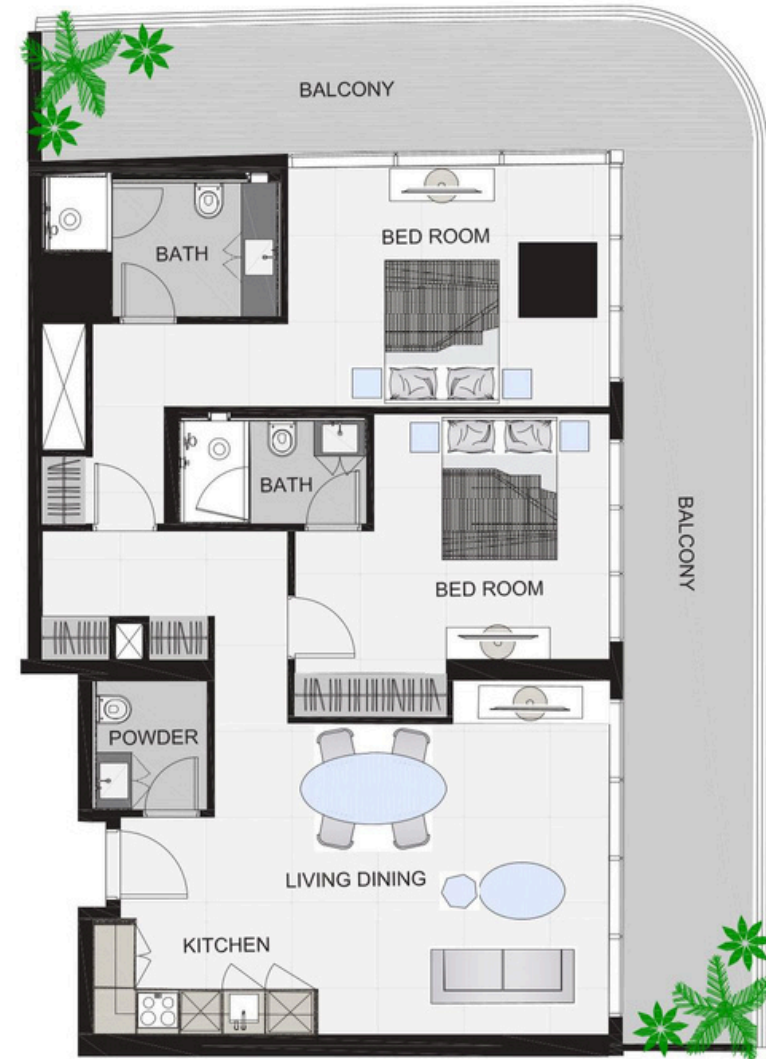 BALCONY
BED ROOM
BATH
BATH
BALCONY
BED ROOM
POWDER
LIVING DINING
KITCHEN